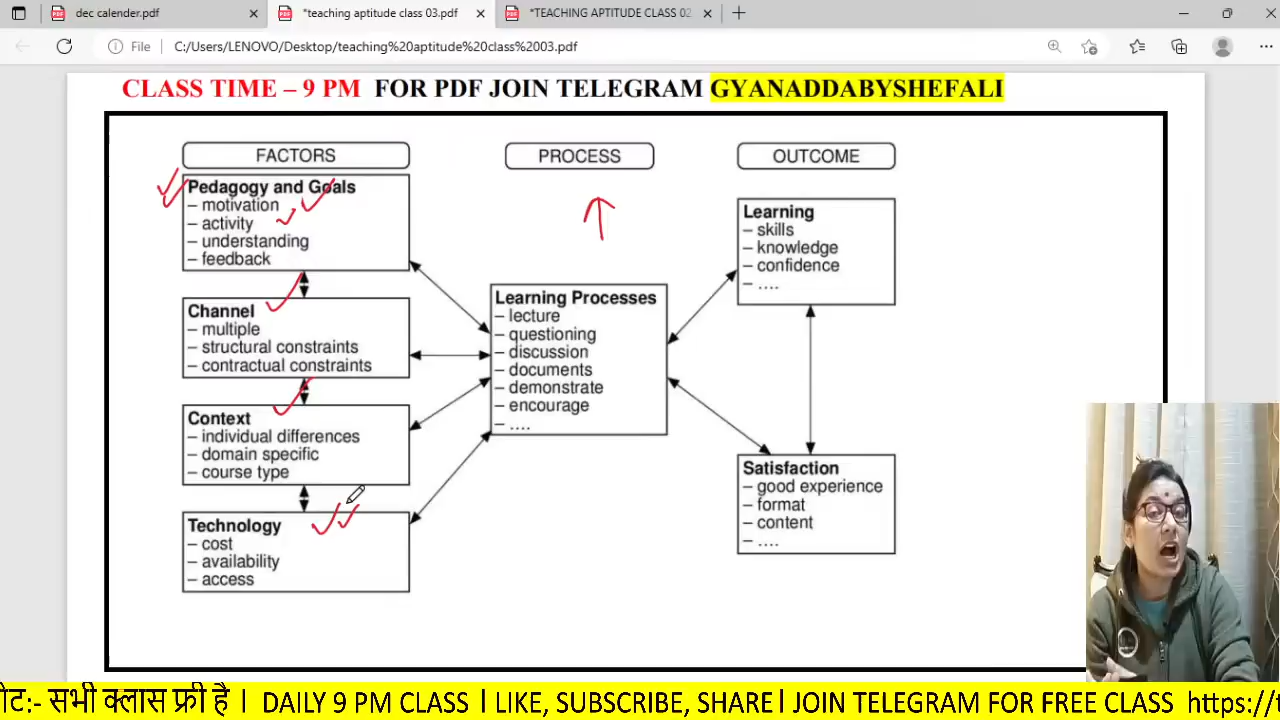 dec calender.pdf
*teaching aptitude class 03.pdf
*TEACHING APTITUDE CLASS 02
File
C:/Users/LENOVO/Desktop/teaching%20aptitude%20class%2003.pdf
CLASS TIME – 9 PM FOR PDF JOIN TELEGRAM GYANADDABYSHEFALI
FACTORS
Pedagogy and Goals
– motivation
– activity
– understanding
– feedback
Channel
– multiple
– structural constraints
– contractual constraints
Context
– individual differences
– domain specific
– course type
Technology
– cost
– availability
– access
PROCESS
Learning Processes
– lecture
– questioning
– discussion
– documents
– demonstrate
– encourage
– ....
OUTCOME
Learning
– skills
– knowledge
– confidence
– ....
Satisfaction
– good experience
– format
– content
– ....
ोट:- सभी क्लास फ्री है । DAILY 9 PM CLASS । LIKE, SUBSCRIBE, SHARE। JOIN TELEGRAM FOR FREE CLASS https://t